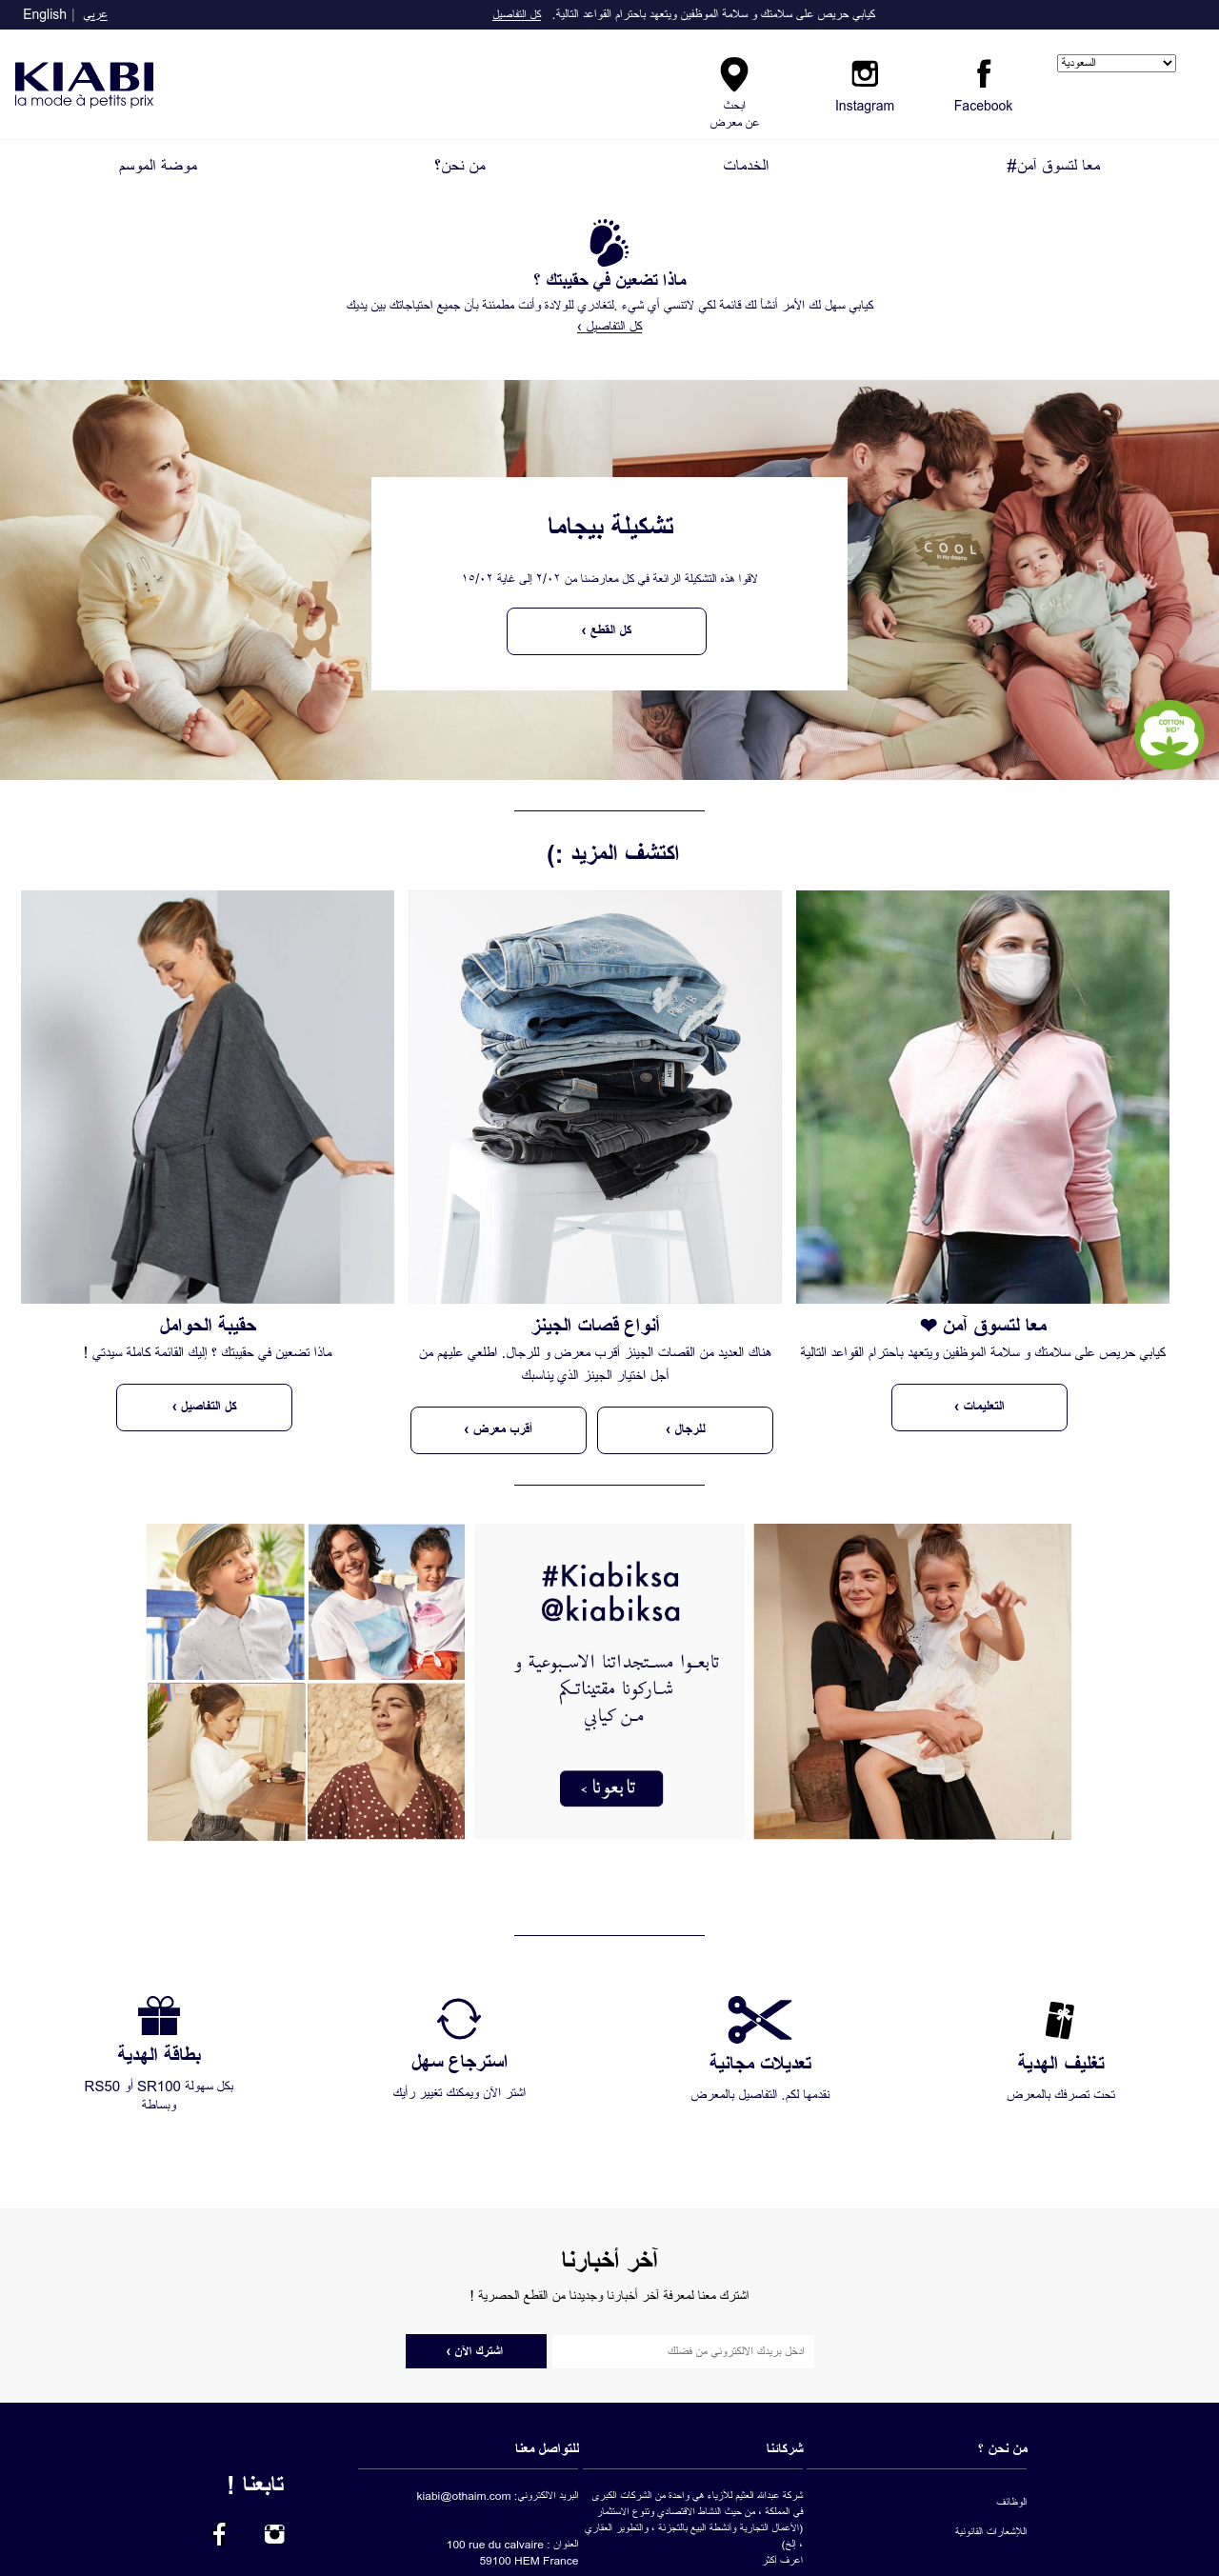 كيابي حريص على سلامتك و سلامة الموظفين ويتعهد باحترام القواعد التالية. كل التفاصيل
عربي | English
السعودية
Facebook
Instagram
ابحث
عن معرض
KIABI
la mode à petits prix
#معا لتسوق آمن
الخدمات
من نحن؟
موضة الموسم
ماذا تضعين في حقيبتك ؟
كيابي سهل لك الأمر أنشأ لك قائمة لكي لاتنسي أي شيء .لتغادري للولادة وأنت مطمئنة بأن جميع احتياجاتك بين يديك
كل التفاصيل ›
تشكيلة بيجاما
لاقوا هذه التشكيلة الرائعة في كل معارضنا من ٢/٠٢ إلى غاية ١٥/٠٢
كل القطع ›
COOL
in my dreams
COTTON
BIO*
اكتشف المزيد :)
معا لتسوق آمن ❤
كيابي حريص على سلامتك و سلامة الموظفين ويتعهد باحترام القواعد التالية
التعليمات ›
أنواع قصات الجينز
هناك العديد من القصات الجينز أقرب معرض و للرجال. اطلعي عليهم من
أجل اختيار الجينز الذي يناسبك
للرجال ›
أقرب معرض ›
حقيبة الحوامل
ماذا تضعين في حقيبتك ؟ إليك القائمة كاملة سيدتي !
كل التفاصيل ›
#Kiabiksa
@kiabiksa
تابعوا مستجداتنا الاسبوعية و
شاركونا مقتيناتكم
من كيابي
تابعونا >
تغليف الهدية
تحت تصرفك بالمعرض
تعديلات مجانية
نقدمها لكم. التفاصيل بالمعرض
استرجاع سهل
اشتر الآن ويمكنك تغيير رأيك
بطاقة الهدية
بكل سهولة SR100 أو RS50
وبساطة
آخر أخبارنا
اشترك معنا لمعرفة آخر أخبارنا وجديدنا من القطع الحصرية !
ادخل بريدك الالكتروني من فضلك
اشترك الآن ›
من نحن ؟
الوظائف
اللإشعارات القانونية
شركائنا
شركة عبدالله العثيم للأزياء هي واحدة من الشركات الكبرى
في المملكة ، من حيث النشاط الاقتصادي وتنوع الاستثمار
(الأعمال التجارية وأنشطة البيع بالتجزئة ، والتطوير العقاري
، إلخ)
اعرف أكثر
للتواصل معنا
البريد الالكتروني: kiabi@othaim.com
العنوان : 100 rue du calvaire
59100 HEM France
تابعنا !